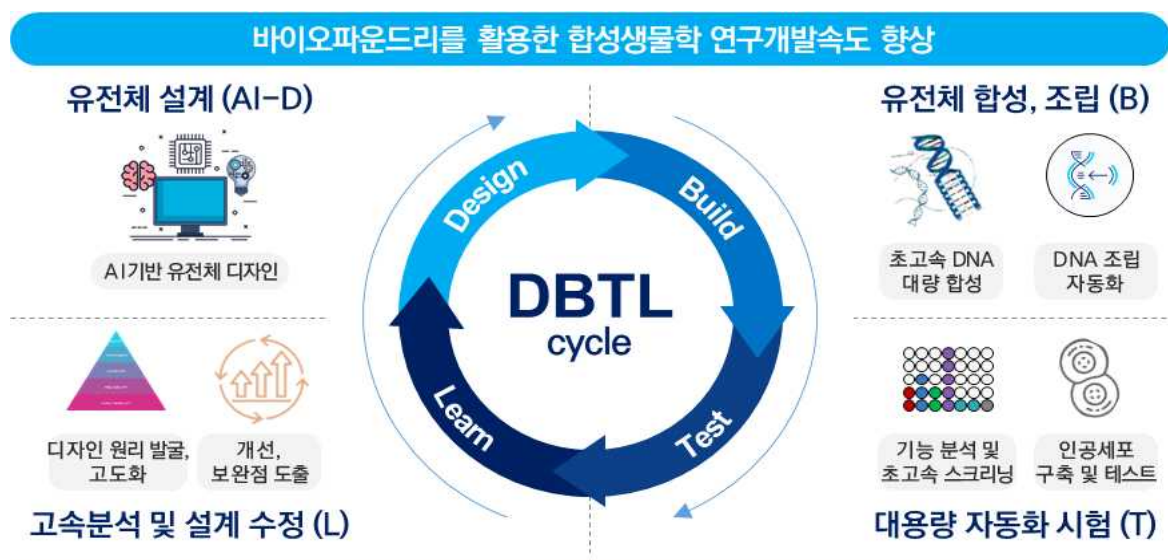 바이오파운드리를 활용한 합성생물학 연구개발속도 향상
유전체 설계 (AI-D)
AI기반 유전체 디자인
유전체 합성, 조립 (B)
초고속 DNA
대량 합성
DNA 조립
자동화
Design
Build
Test
Learn
DBTL
cycle
디자인 원리 발굴,
고도화
개선,
보완점 도출
고속분석 및 설계 수정 (L)
기능 분석 및
초고속 스크리닝
인공세포
구축 및 테스트
대용량 자동화 시험 (T)